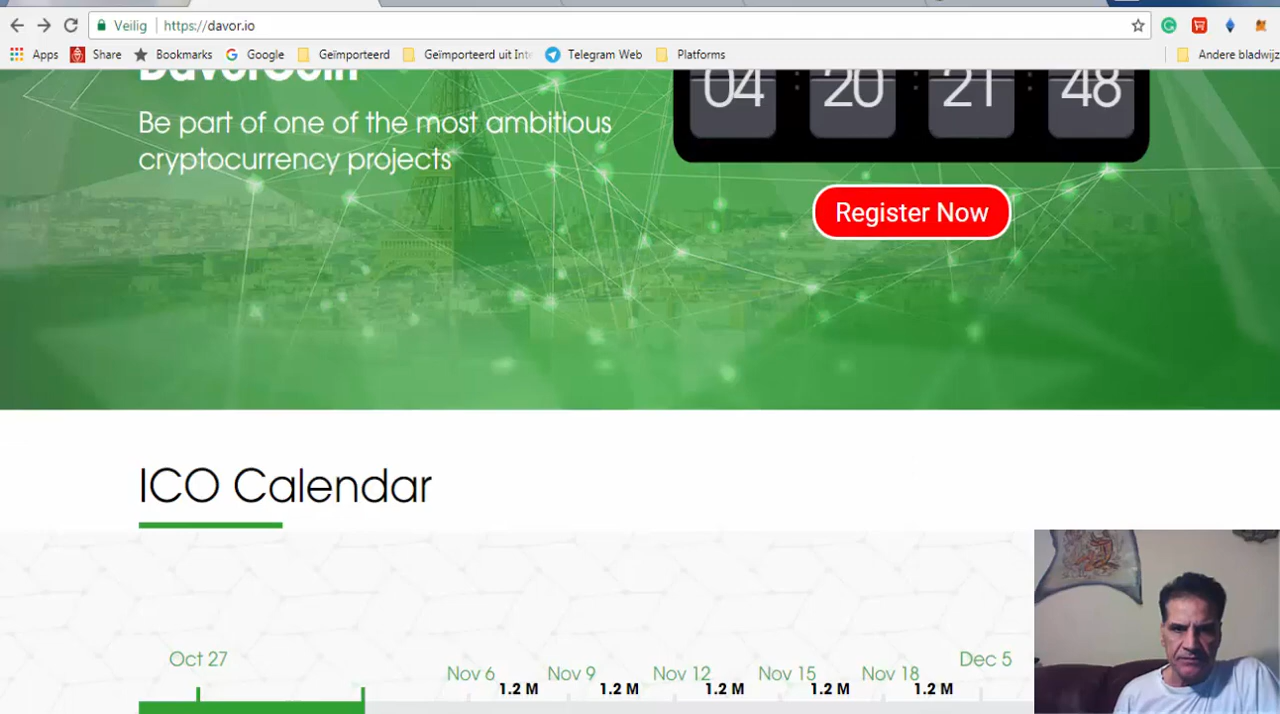 Veilig https://davor.io
Apps Share Bookmarks Google Geïmporteerd Geïmporteerd uit Telegram Web Platforms Andere bladwijz
DavorCoin
Be part of one of the most ambitious
cryptocurrency projects
04 : 20 : 21 : 48
Register Now
ICO Calendar
Oct 27
Nov 6 Nov 9 Nov 12 Nov 15 Nov 18 Dec 5
1.2 M 1.2 M 1.2 M 1.2 M 1.2 M